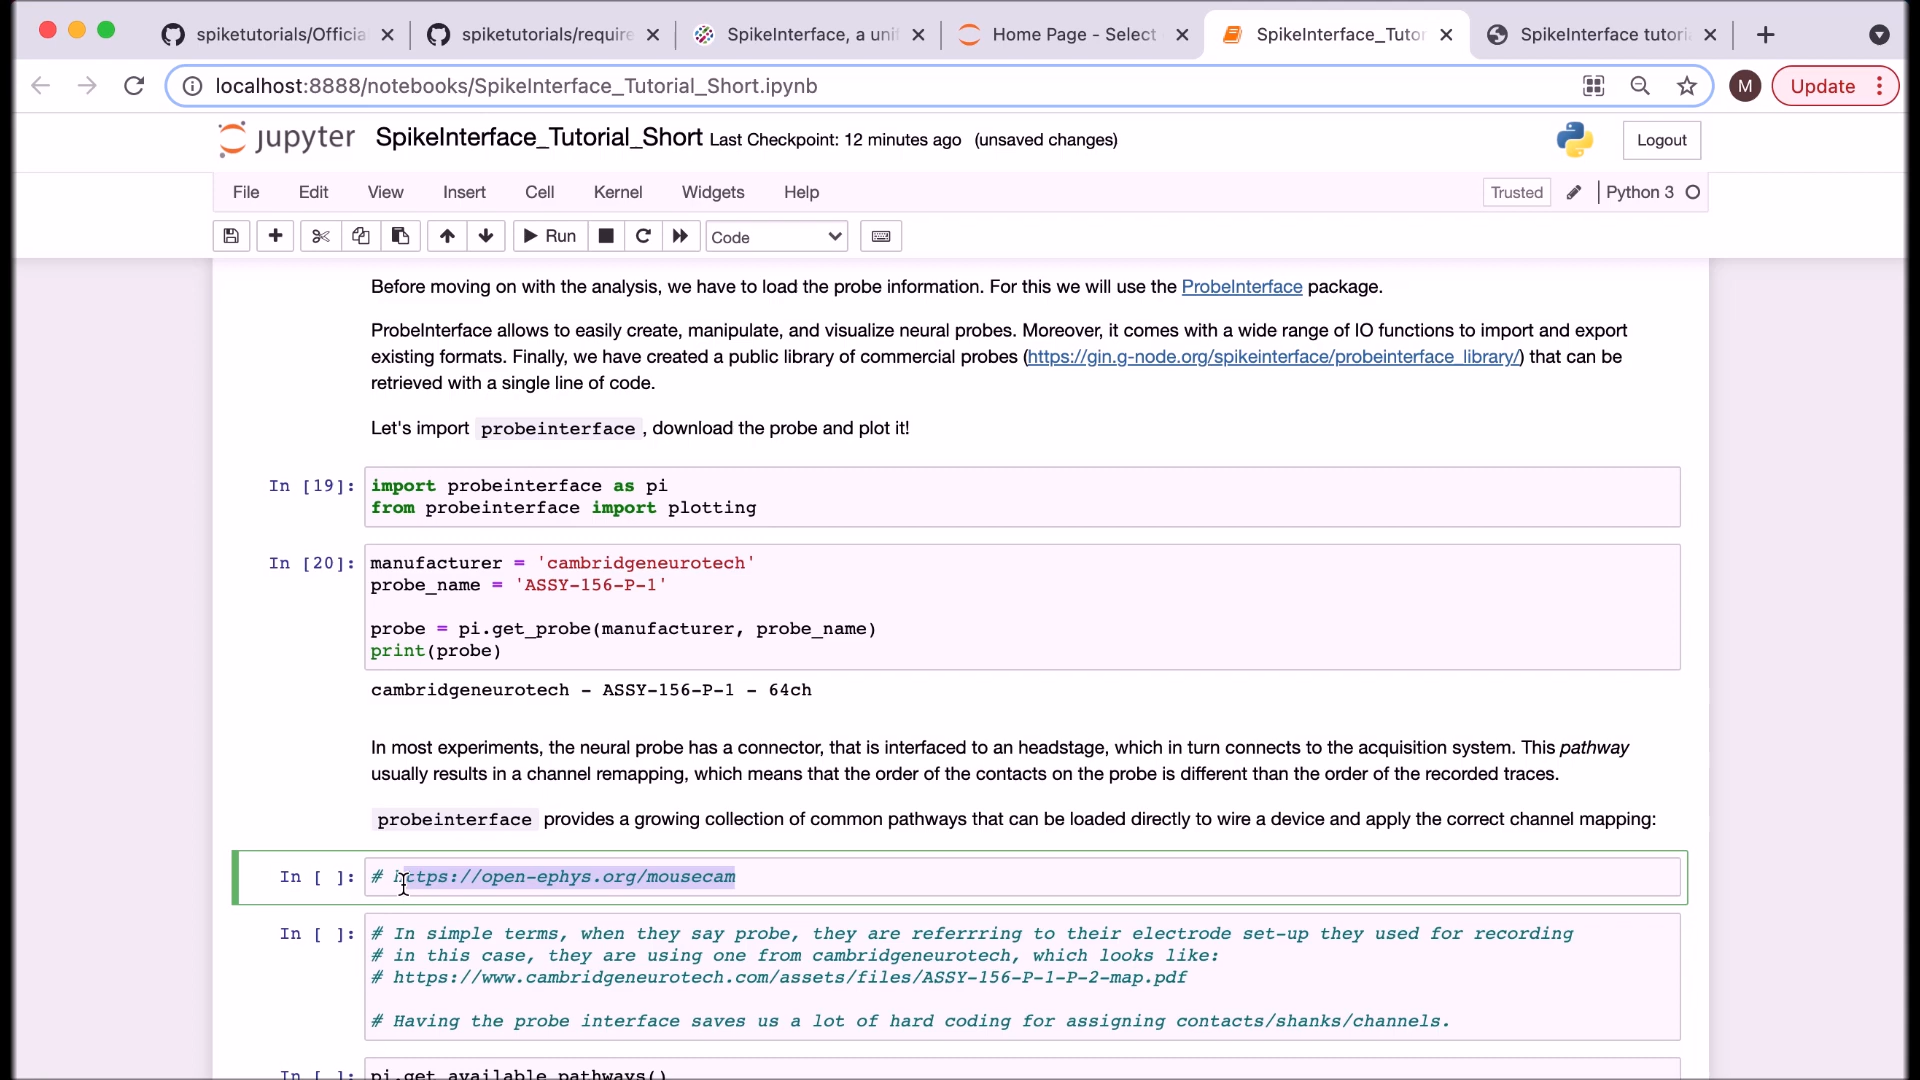 spiketutorials/Officia
spiketutorials/require
SpikeInterface, a uni
Home Page - Select
SpikeInterface_Tutor
SpikeInterface tutori
localhost:8888/notebooks/SpikeInterface_Tutorial_Short.ipynb
M
Update
jupyter SpikeInterface_Tutorial_Short Last Checkpoint: 12 minutes ago (unsaved changes)
Logout
File Edit View Insert Cell Kernel Widgets Help
Trusted Python 3
Run Code
Before moving on with the analysis, we have to load the probe information. For this we will use the ProbeInterface package.
ProbeInterface allows to easily create, manipulate, and visualize neural probes. Moreover, it comes with a wide range of IO functions to import and export
existing formats. Finally, we have created a public library of commercial probes (https://gin.g-node.org/spikeinterface/probeinterface_library/) that can be
retrieved with a single line of code.
Let's import probeinterface , download the probe and plot it!
In [19]: import probeinterface as pi
from probeinterface import plotting
In [20]: manufacturer = 'cambridgeneurotech'
probe_name = 'ASSY-156-P-1'
probe = pi.get_probe(manufacturer, probe_name)
print(probe)
cambridgeneurotech - ASSY-156-P-1 - 64ch
In most experiments, the neural probe has a connector, that is interfaced to an headstage, which in turn connects to the acquisition system. This pathway
usually results in a channel remapping, which means that the order of the contacts on the probe is different than the order of the recorded traces.
probeinterface provides a growing collection of common pathways that can be loaded directly to wire a device and apply the correct channel mapping:
In [ ]: # https://open-ephys.org/mousecam
In [ ]: # In simple terms, when they say probe, they are referrring to their electrode set-up they used for recording
# in this case, they are using one from cambridgeneurotech, which looks like:
# https://www.cambridgeneurotech.com/assets/files/ASSY-156-P-1-P-2-map.pdf
# Having the probe interface saves us a lot of hard coding for assigning contacts/shanks/channels.
In [ ]: pi.get_available_pathways()